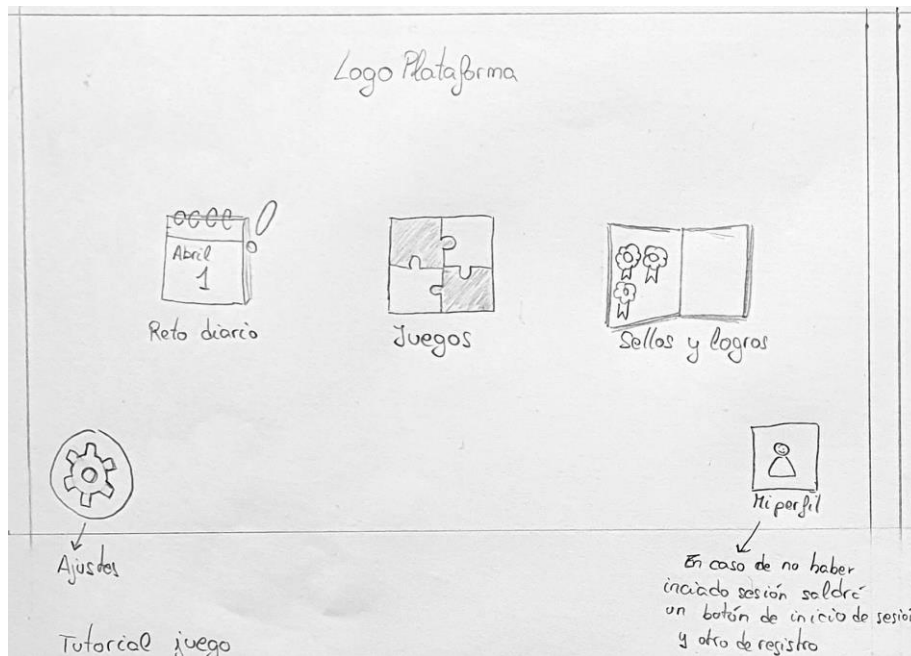 Logo Plataforma
Abril
1
Reto diario
Juegos
Sellos y logros
Mi perfil
Ajustes
En caso de no haber
inciado sesión saldrá
un botón de inicio de sesión
y otro de registro
Tutorial juego